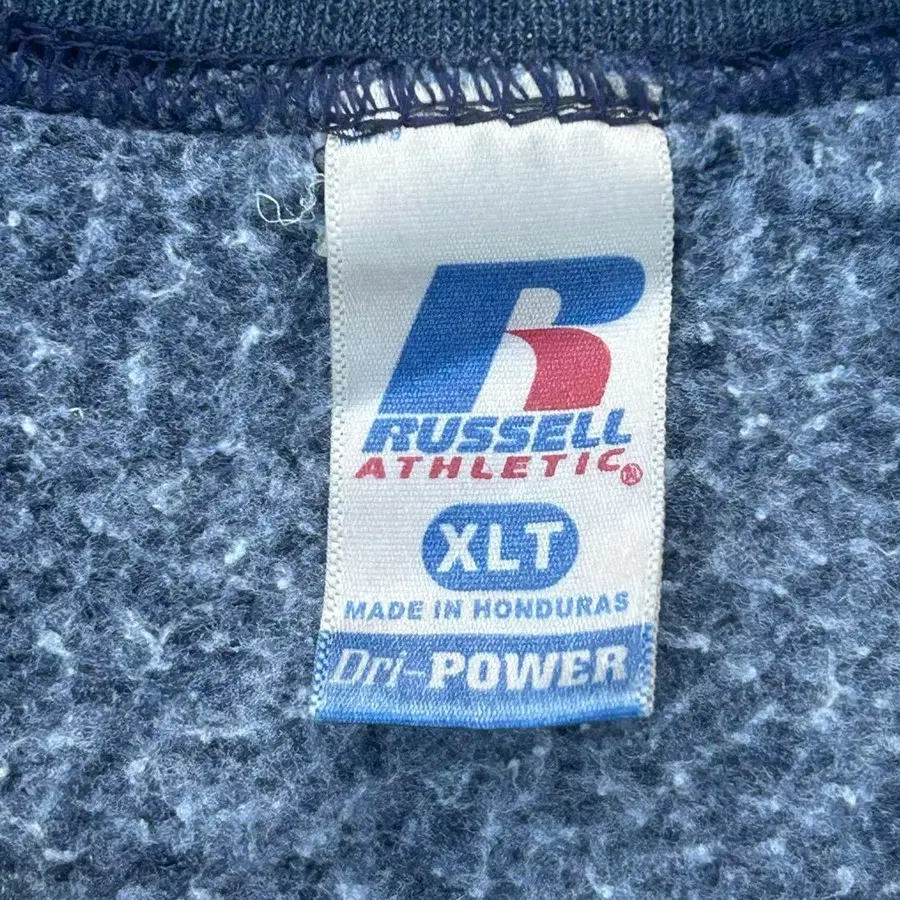 RUSSELL
ATHLETIC®
XLT
MADE IN HONDURAS
Dri-POWER